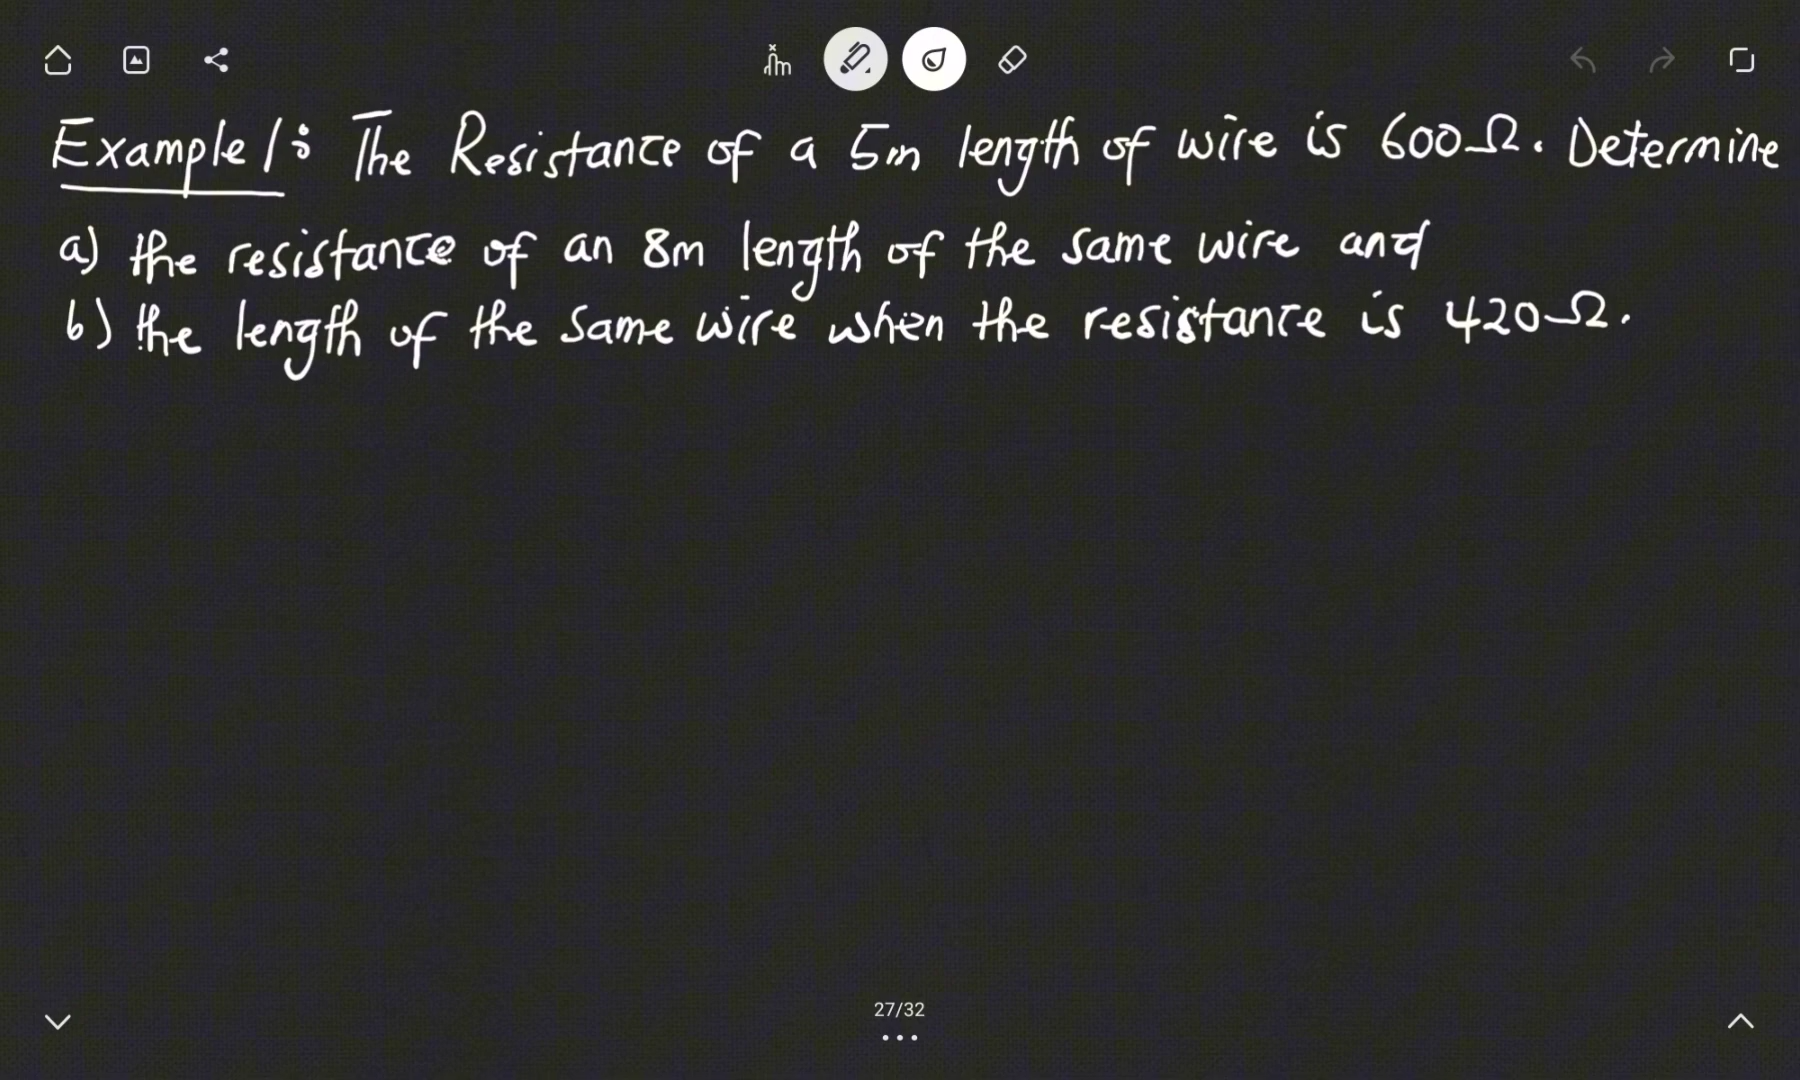 Example 1: The Resistance of a 5m length of wire is 600Ω. Determine
a) the resistance of an 8m length of the same wire and
b) the length of the same wire when the resistance is 420Ω.
27/32